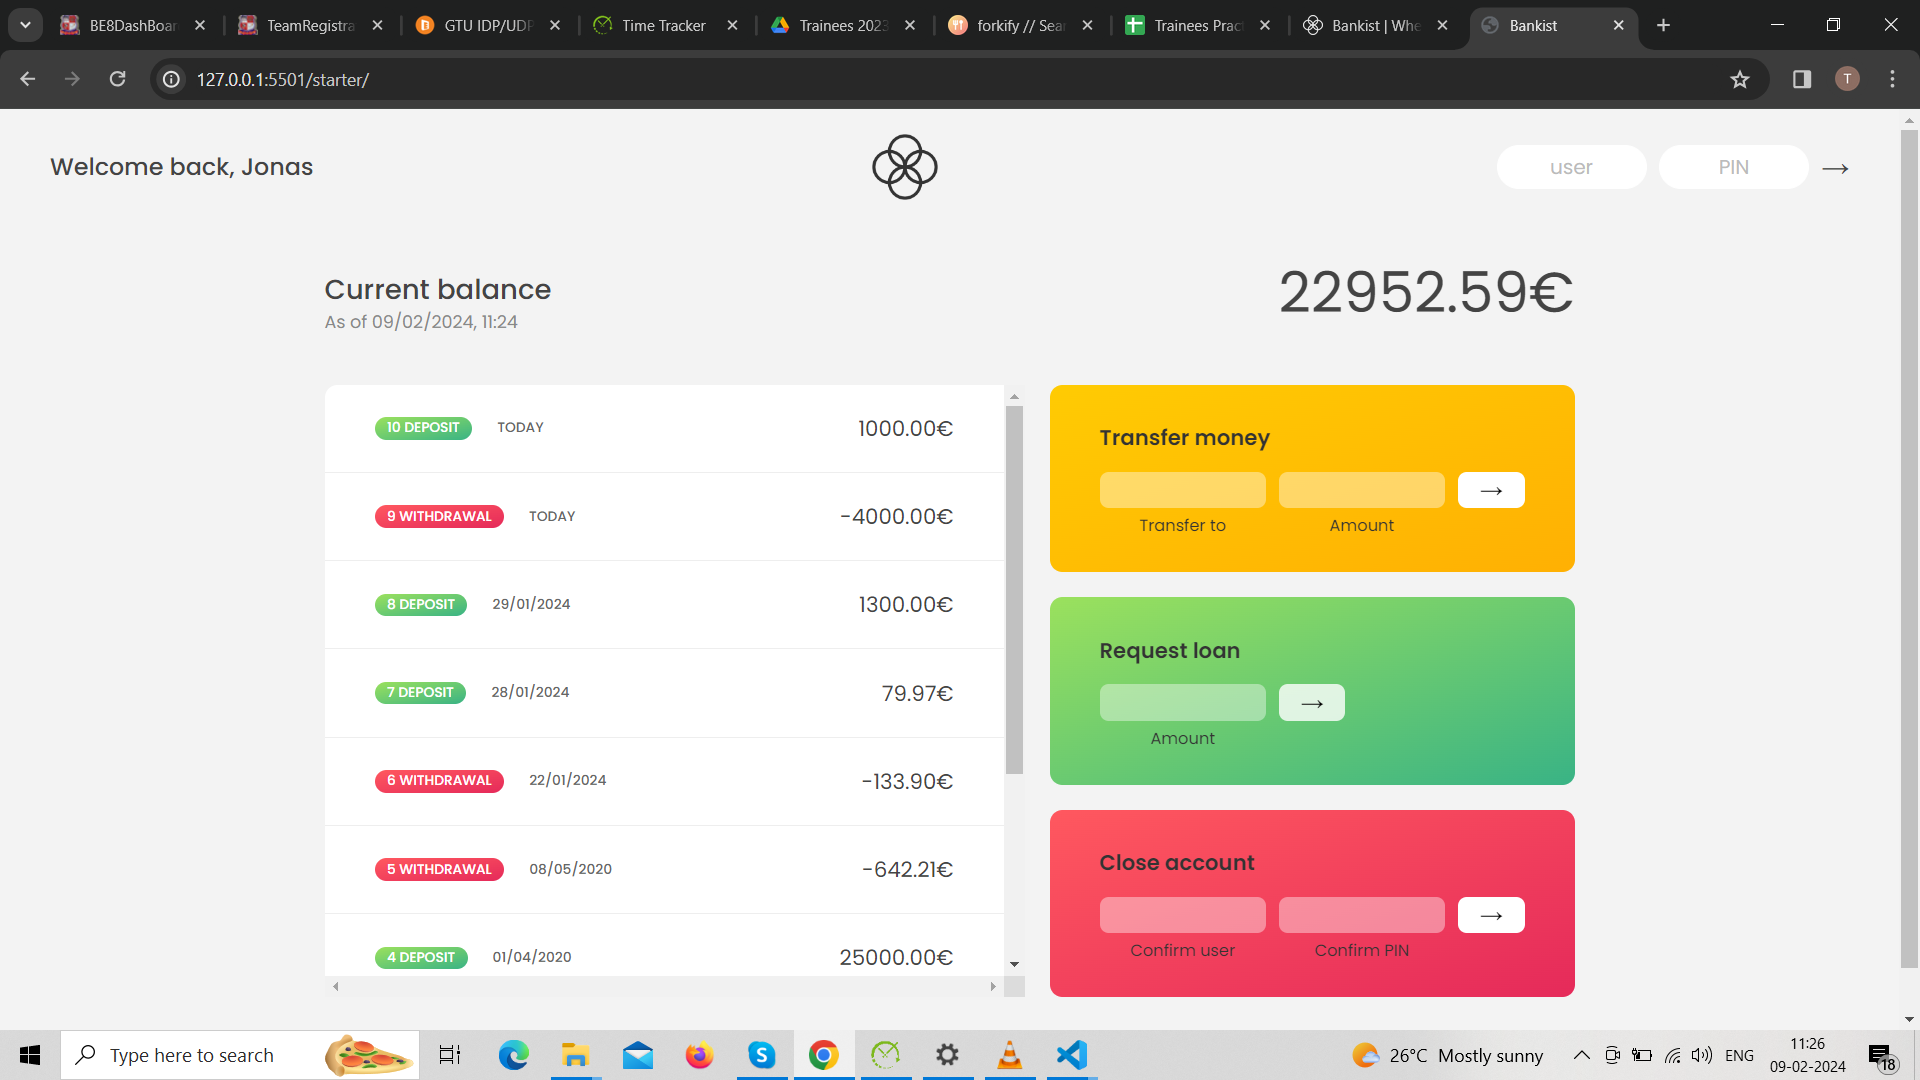 BE8DashBoar
TeamRegistra
GTU IDP/UDP
Time Tracker
Trainees 2023
forkify // Sear
Trainees Pract
Bankist | Whe
Bankist
127.0.0.1:5501/starter/
T
Welcome back, Jonas
user
PIN
→
Current balance
As of 09/02/2024, 11:24
22952.59€
10 DEPOSIT TODAY 1000.00€
9 WITHDRAWAL TODAY -4000.00€
8 DEPOSIT 29/01/2024 1300.00€
7 DEPOSIT 28/01/2024 79.97€
6 WITHDRAWAL 22/01/2024 -133.90€
5 WITHDRAWAL 08/05/2020 -642.21€
4 DEPOSIT 01/04/2020 25000.00€
Transfer money
→
Transfer to Amount
Request loan
→
Amount
Close account
→
Confirm user Confirm PIN
Type here to search
26°C Mostly sunny
ENG
11:26
09-02-2024
18